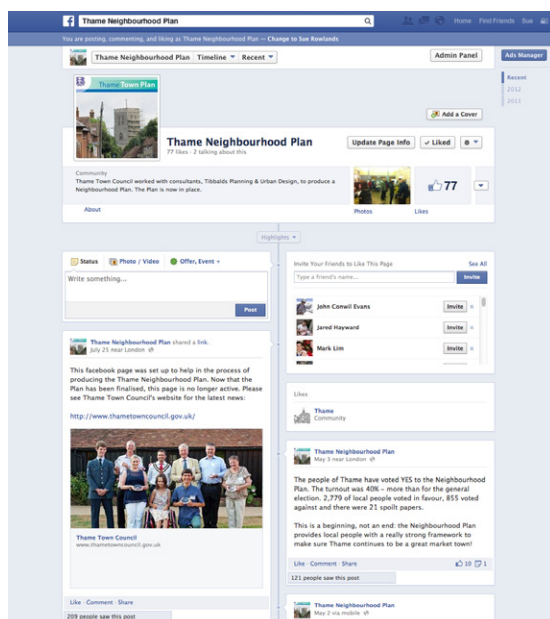 Thame Neighbourhood Plan
Home Find Friends Sue
You are posting, commenting, and liking as Thame Neighbourhood Plan — Change to Sue Rowlands
Thame Neighbourhood Plan Timeline Recent
Admin Panel
Ads Manager
Recent
2012
2011
Thame Town Plan
Add a Cover
Thame Neighbourhood Plan
77 likes · 2 talking about this
Update Page Info
Liked
Community
Thame Town Council worked with consultants, Tibbalds Planning & Urban Design, to produce a
Neighbourhood Plan. The Plan is now in place.
About
Photos
77
Likes
Highlights
Status Photo / Video Offer, Event +
Write something...
Post
Thame Neighbourhood Plan shared a link.
July 25 near London
This facebook page was set up to help in the process of
producing the Thame Neighbourhood Plan. Now that the
Plan has been finalised, this page is no longer active. Please
see Thame Town Council's website for the latest news:
http://www.thametowncouncil.gov.uk/
Thame Town Council
www.thametowncouncil.gov.uk
Like · Comment · Share
209 people saw this post
Invite Your Friends to Like This Page See All
Type a friend's name... Invite
John Conwil Evans Invite
Jared Hayward Invite
Mark Lim Invite
Likes
Thame
Community
Thame Neighbourhood Plan
May 3 near London
The people of Thame have voted YES to the Neighbourhood
Plan. The turnout was 40% – more than for the general
election. 2,779 of local people voted in favour, 855 voted
against and there were 21 spoilt papers.
This is a beginning, not an end: the Neighbourhood Plan
provides local people with a really strong framework to
make sure Thame continues to be a great market town!
Like · Comment · Share 10 1
121 people saw this post
Thame Neighbourhood Plan
May 2 via mobile